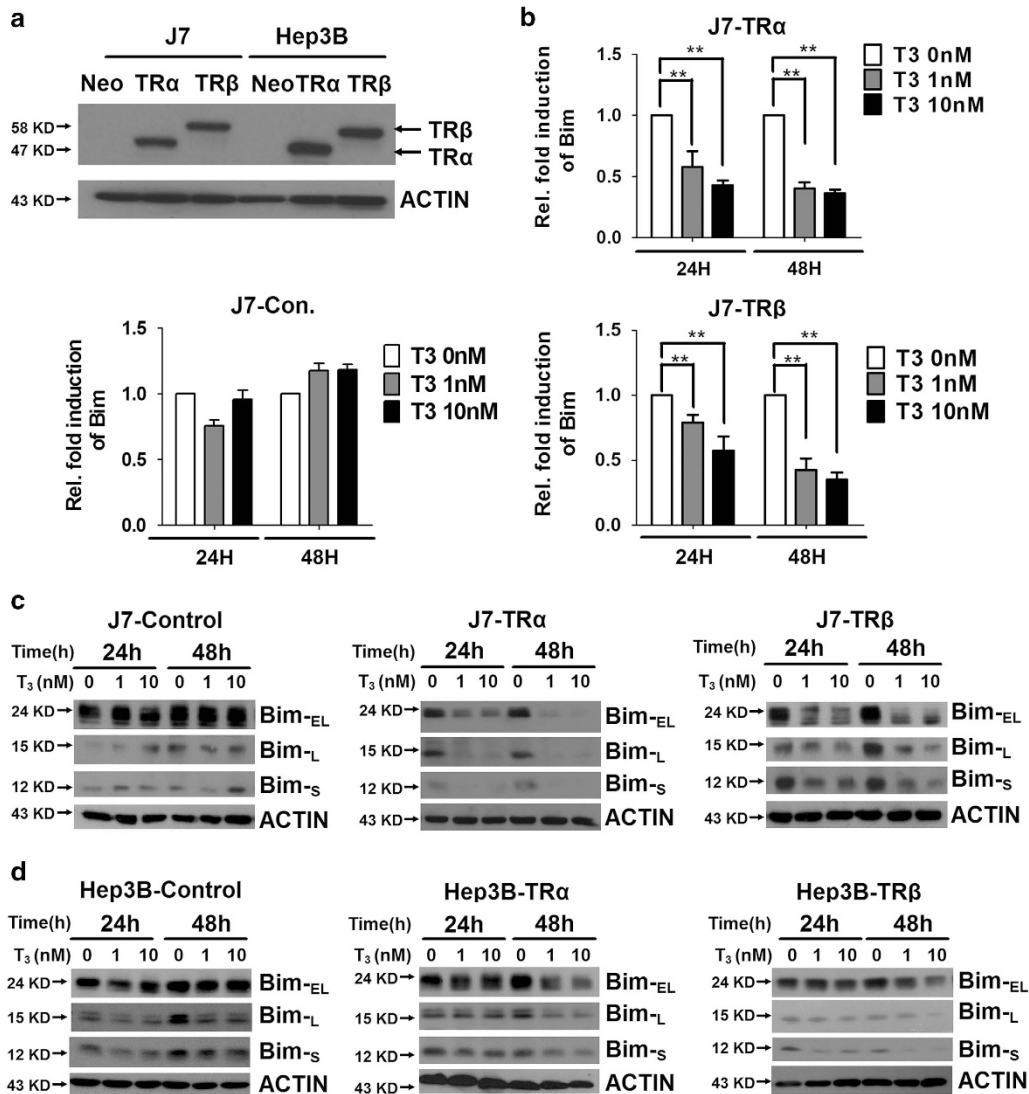 a
J7 Hep3B
Neo TRα TRβ Neo TRα TRβ
58 KD
47 KD
TRβ
TRα
43 KD ACTIN
b
J7-TRα
Rel. fold induction
of Bim
1.5
1.0
0.5
0.0
** ** ** **
24H 48H
T3 0nM
T3 1nM
T3 10nM
J7-Con.
Rel. fold induction
of Bim
1.5
1.0
0.5
0.0
24H 48H
T3 0nM
T3 1nM
T3 10nM
J7-TRβ
Rel. fold induction
of Bim
1.5
1.0
0.5
0.0
** ** ** **
24H 48H
T3 0nM
T3 1nM
T3 10nM
c
J7-Control
Time(h) 24h 48h
T3 (nM) 0 1 10 0 1 10
24 KD Bim-EL
15 KD Bim-L
12 KD Bim-S
43 KD ACTIN
J7-TRα
Time(h) 24h 48h
T3 (nM) 0 1 10 0 1 10
24 KD Bim-EL
15 KD Bim-L
12 KD Bim-S
43 KD ACTIN
J7-TRβ
Time(h) 24h 48h
T3 (nM) 0 1 10 0 1 10
24 KD Bim-EL
15 KD Bim-L
12 KD Bim-S
43 KD ACTIN
d
Hep3B-Control
Time(h) 24h 48h
T3 (nM) 0 1 10 0 1 10
24 KD Bim-EL
15 KD Bim-L
12 KD Bim-S
43 KD ACTIN
Hep3B-TRα
Time(h) 24h 48h
T3 (nM) 0 1 10 0 1 10
24 KD Bim-EL
15 KD Bim-L
12 KD Bim-S
43 KD ACTIN
Hep3B-TRβ
Time(h) 24h 48h
T3 (nM) 0 1 10 0 1 10
24 KD Bim-EL
15 KD Bim-L
12 KD Bim-S
43 KD ACTIN